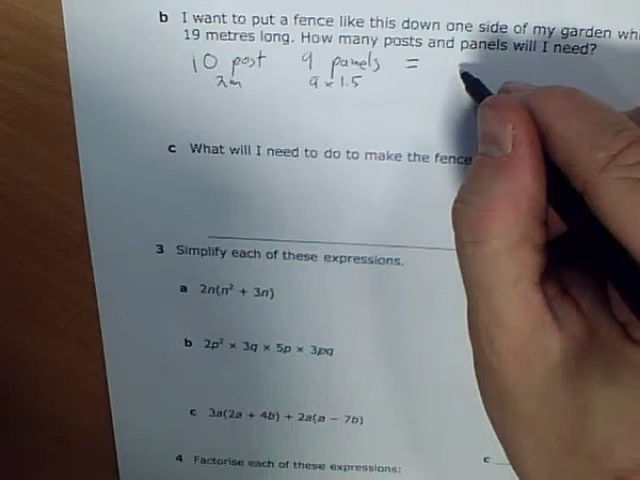 b I want to put a fence like this down one side of my garden
19 metres long. How many posts and panels will I need?
10 post 9 panels =
2m 9 × 1.5
c What will I need to do to make the fence
3 Simplify each of these expressions.
a 2n(n² + 3n)
b 2p² × 3q × 5p × 3pq
c 3a(2a + 4b) + 2a(a − 7b)
4 Factorise each of these expressions:
c